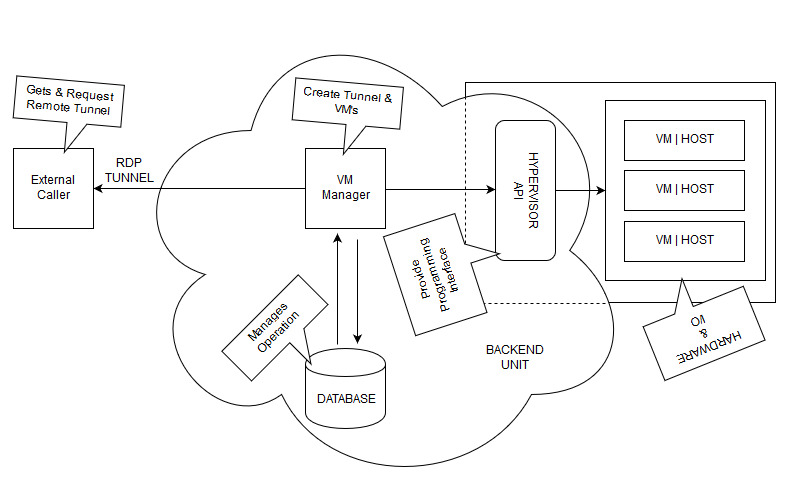 Gets & Request
Remote Tunnel
Create Tunnel &
VM's
External
Caller
RDP
TUNNEL
VM
Manager
HYPERVISOR
API
VM | HOST
VM | HOST
VM | HOST
Provide
Programming
Interface
Manages
Operation
DATABASE
BACKEND
UNIT
HARDWARE
&
I/O